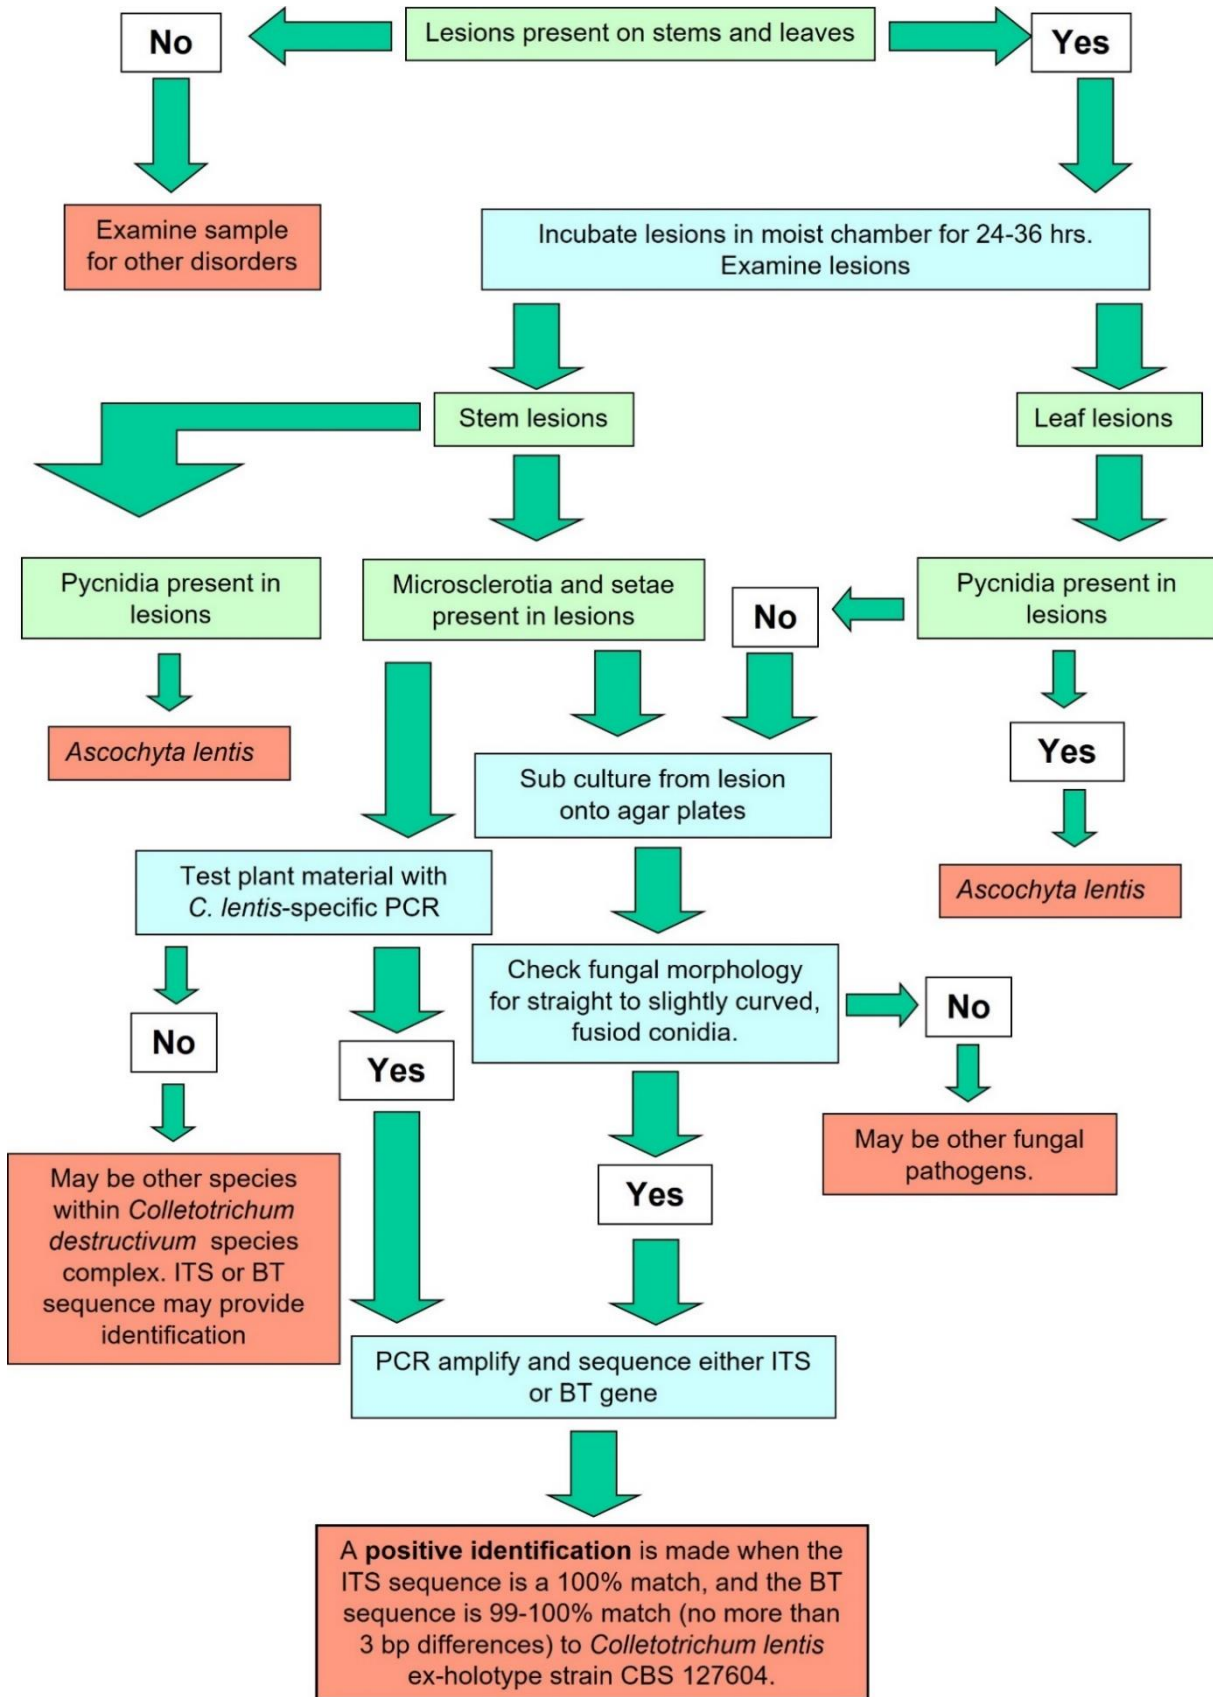 No
Lesions present on stems and leaves
Yes
Examine sample
for other disorders
Incubate lesions in moist chamber for 24-36 hrs.
Examine lesions
Stem lesions
Leaf lesions
Pycnidia present in
lesions
Microsclerotia and setae
present in lesions
No
Pycnidia present in
lesions
Ascochyta lentis
Sub culture from lesion
onto agar plates
Yes
Test plant material with
C. lentis-specific PCR
Ascochyta lentis
Check fungal morphology
for straight to slightly curved,
fusiod conidia.
No
No
Yes
May be other fungal
pathogens.
May be other species
within Colletotrichum
destructivum species
complex. ITS or BT
sequence may provide
identification
Yes
PCR amplify and sequence either ITS
or BT gene
A positive identification is made when the
ITS sequence is a 100% match, and the BT
sequence is 99-100% match (no more than
3 bp differences) to Colletotrichum lentis
ex-holotype strain CBS 127604.